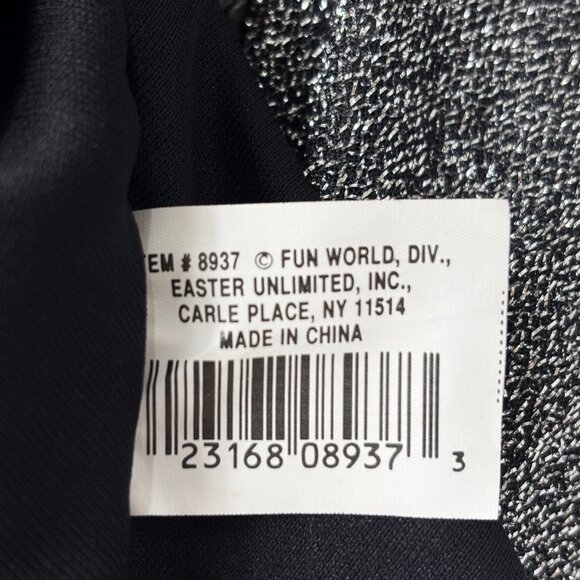 EM # 8937 © FUN WORLD, DIV.,
EASTER UNLIMITED, INC.,
CARLE PLACE, NY 11514
MADE IN CHINA
23168 08937 3